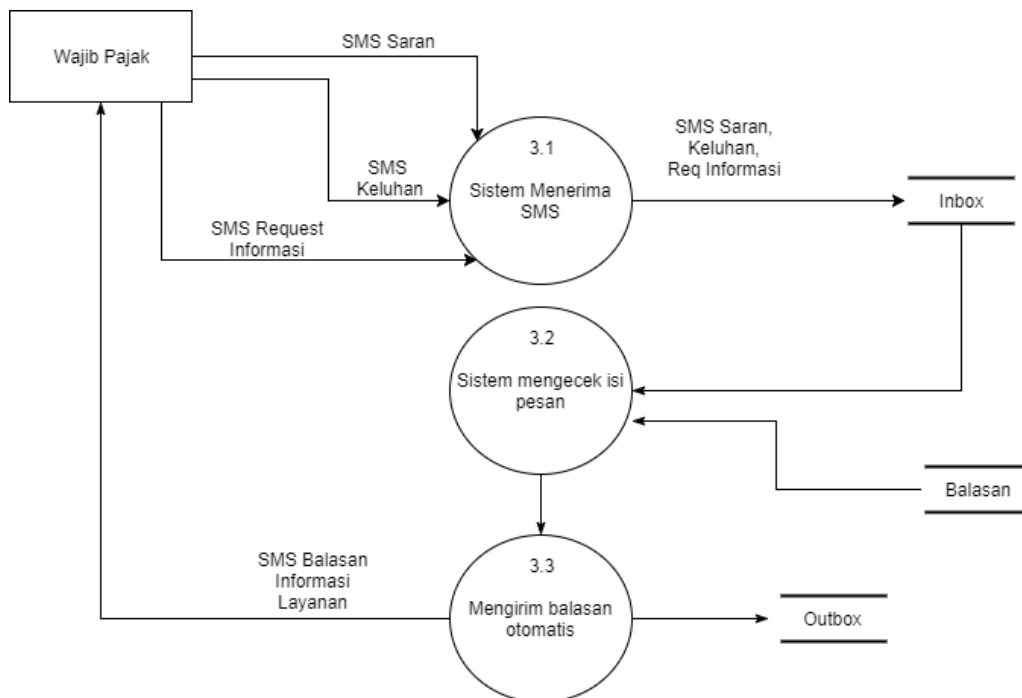 Wajib Pajak
SMS Saran
SMS
Keluhan
SMS Request
Informasi
3.1
Sistem Menerima
SMS
SMS Saran,
Keluhan,
Req Informasi
Inbox
3.2
Sistem mengecek isi
pesan
Balasan
3.3
Mengirim balasan
otomatis
SMS Balasan
Informasi
Layanan
Outbox